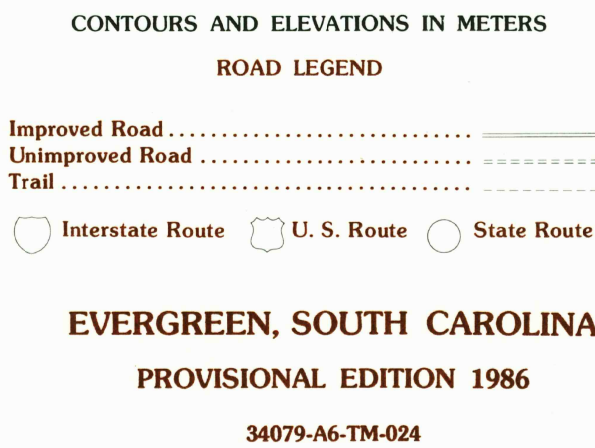 CONTOURS AND ELEVATIONS IN METERS
ROAD LEGEND
Improved Road
Unimproved Road
Trail
Interstate Route U. S. Route State Route
EVERGREEN, SOUTH CAROLINA
PROVISIONAL EDITION 1986
34079-A6-TM-024